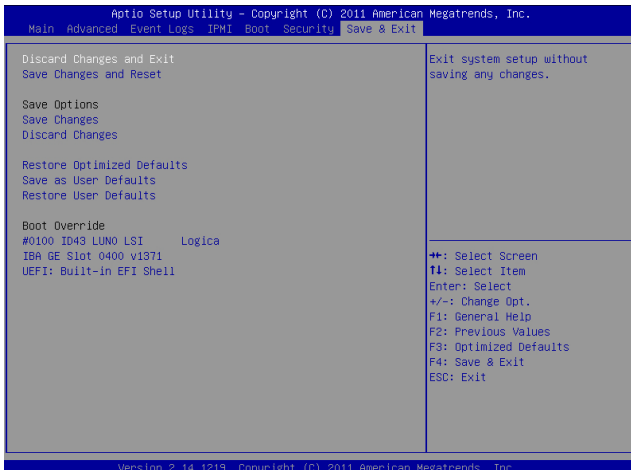 Aptio Setup Utility – Copyright (C) 2011 American Megatrends, Inc.
Main Advanced Event Logs IPMI Boot Security Save & Exit
Discard Changes and Exit
Save Changes and Reset
Save Options
Save Changes
Discard Changes
Restore Optimized Defaults
Save as User Defaults
Restore User Defaults
Boot Override
#0100 ID43 LUN0 LSI Logica
IBA GE Slot 0400 v1371
UEFI: Built-in EFI Shell
Exit system setup without
saving any changes.
→←: Select Screen
↑↓: Select Item
Enter: Select
+/-: Change Opt.
F1: General Help
F2: Previous Values
F3: Optimized Defaults
F4: Save & Exit
ESC: Exit
Version 2.14.1219. Copyright (C) 2011 American Megatrends, Inc.